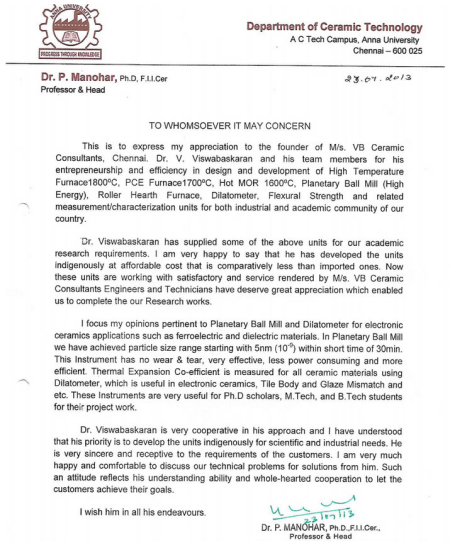 ANNA UNIVERSITY
PROGRESS THROUGH KNOWLEDGE
Department of Ceramic Technology
A C Tech Campus, Anna University
Chennai – 600 025
Dr. P. Manohar, Ph.D, F.I.I.Cer
Professor & Head
23.07.2013
TO WHOMSOEVER IT MAY CONCERN
This is to express my appreciation to the founder of M/s. VB Ceramic
Consultants, Chennai. Dr. V. Viswabaskaran and his team members for his
entrepreneurship and efficiency in design and development of High Temperature
Furnace1800ºC, PCE Furnace1700ºC, Hot MOR 1600ºC, Planetary Ball Mill (High
Energy), Roller Hearth Furnace, Dilatometer, Flexural Strength and related
measurement/characterization units for both industrial and academic community of our
country.
Dr. Viswabaskaran has supplied some of the above units for our academic
research requirements. I am very happy to say that he has developed the units
indigenously at affordable cost that is comparatively less than imported ones. Now
these units are working with satisfactory and service rendered by M/s. VB Ceramic
Consultants Engineers and Technicians have deserve great appreciation which enabled
us to complete the our Research works.
I focus my opinions pertinent to Planetary Ball Mill and Dilatometer for electronic
ceramics applications such as ferroelectric and dielectric materials. In Planetary Ball Mill
we have achieved particle size range starting with 5nm (10⁻⁹) within short time of 30min.
This Instrument has no wear & tear, very effective, less power consuming and more
efficient. Thermal Expansion Co-efficient is measured for all ceramic materials using
Dilatometer, which is useful in electronic ceramics, Tile Body and Glaze Mismatch and
etc. These Instruments are very useful for Ph.D scholars, M.Tech, and B.Tech students
for their project work.
Dr. Viswabaskaran is very cooperative in his approach and I have understood
that his priority is to develop the units indigenously for scientific and industrial needs. He
is very sincere and receptive to the requirements of the customers. I am very much
happy and comfortable to discuss our technical problems for solutions from him. Such
an attitude reflects his understanding ability and whole-hearted cooperation to let the
customers achieve their goals.
I wish him in all his endeavours.
23/07/13
Dr. P. MANOHAR, Ph.D.,F.I.I.Cer.,
Professor & Head